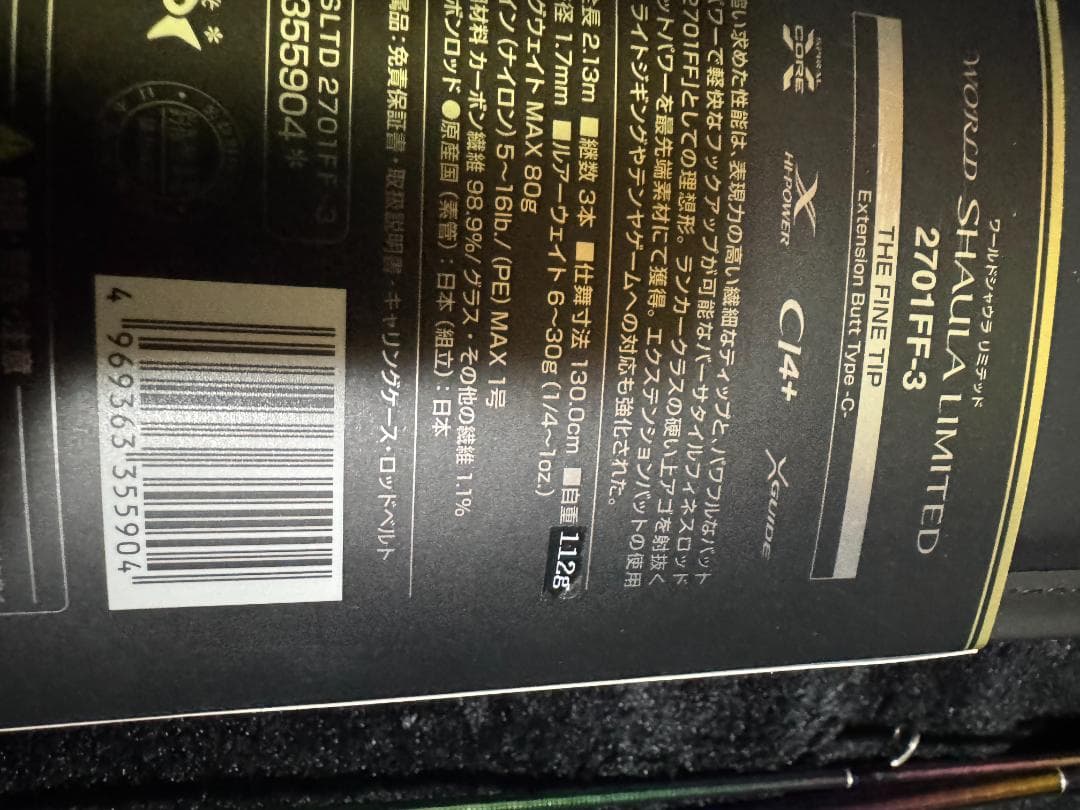 ワールドシャウラ リミテッド
WORLD SHAULA LIMITED
2701FF-3
THE FINE TIP
Extension Butt Type -C-
SPIRAL X CORE
X HI-POWER
CI4+
XGUIDE
い求めた性能は、表現力の高い繊細なティップと、パワフルなバット
パワーで軽快なフックアップが可能なバーサタイルフィネスロッド
2701FF」としての理想形。ランカークラスの硬い上アゴを射抜く
ットパワーを最先端素材にて獲得。エクステンションバットの使用
ライトジギングやテンヤゲームへの対応も強化された。
全長 2.13m ■継数 3本 ■仕舞寸法 130.0cm ■自重 112g
径 1.7mm ■ルアーウェイト 6〜30g (1/4〜1oz.)
グウェイト MAX 80g
イン (ナイロン) 5〜16lb./ (PE) MAX 1号
材料 カーボン繊維 98.9%/グラス・その他の繊維 1.1%
ボンロッド ●原産国 (素管) : 日本 (組立) : 日本
属品 : 免責保証書・取扱説明書・キャリングケース・ロッドベルト
SLTD 2701FF-3
355904*
4 969363 355904